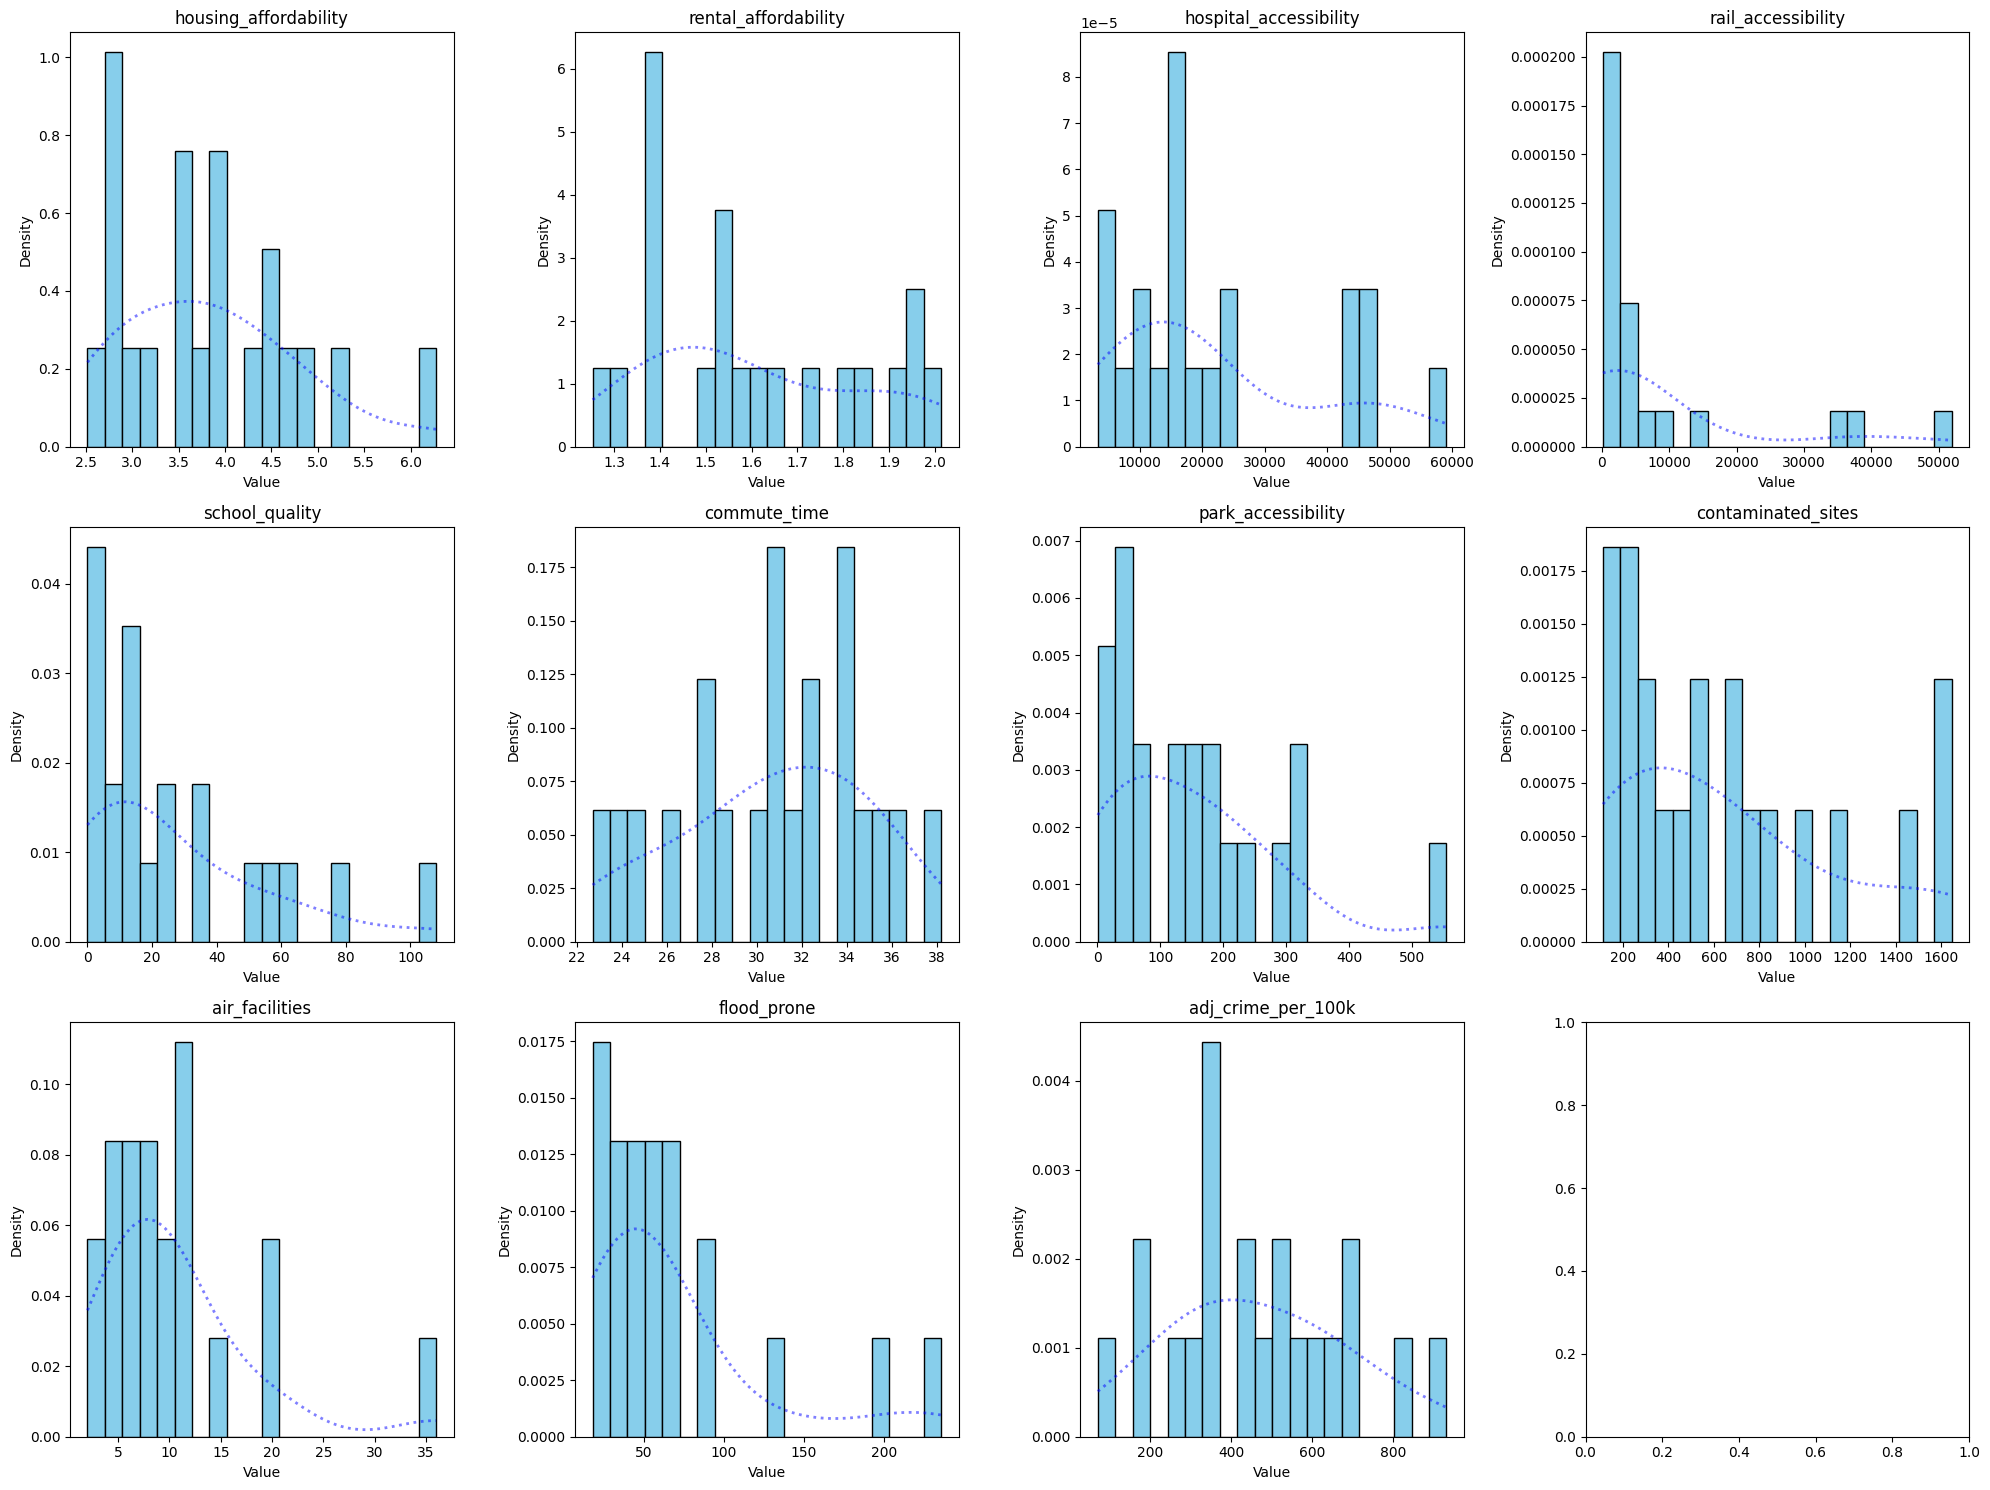 housing_affordability
1.0
0.8
0.6
0.4
0.2
0.0
Density
2.5 3.0 3.5 4.0 4.5 5.0 5.5 6.0
Value
rental_affordability
6
5
4
3
2
1
0
Density
1.3 1.4 1.5 1.6 1.7 1.8 1.9 2.0
Value
hospital_accessibility
1e−5
8
7
6
5
4
3
2
1
0
Density
10000 20000 30000 40000 50000 60000
Value
rail_accessibility
0.000200
0.000175
0.000150
0.000125
0.000100
0.000075
0.000050
0.000025
0.000000
Density
0 10000 20000 30000 40000 50000
Value
school_quality
0.04
0.03
0.02
0.01
0.00
Density
0 20 40 60 80 100
Value
commute_time
0.175
0.150
0.125
0.100
0.075
0.050
0.025
0.000
Density
22 24 26 28 30 32 34 36 38
Value
park_accessibility
0.007
0.006
0.005
0.004
0.003
0.002
0.001
0.000
Density
0 100 200 300 400 500
Value
contaminated_sites
0.00175
0.00150
0.00125
0.00100
0.00075
0.00050
0.00025
0.00000
Density
200 400 600 800 1000 1200 1400 1600
Value
air_facilities
0.10
0.08
0.06
0.04
0.02
0.00
Density
5 10 15 20 25 30 35
Value
flood_prone
0.0175
0.0150
0.0125
0.0100
0.0075
0.0050
0.0025
0.0000
Density
50 100 150 200
Value
adj_crime_per_100k
0.004
0.003
0.002
0.001
0.000
Density
200 400 600 800
Value
1.0
0.8
0.6
0.4
0.2
0.0
0.0 0.2 0.4 0.6 0.8 1.0